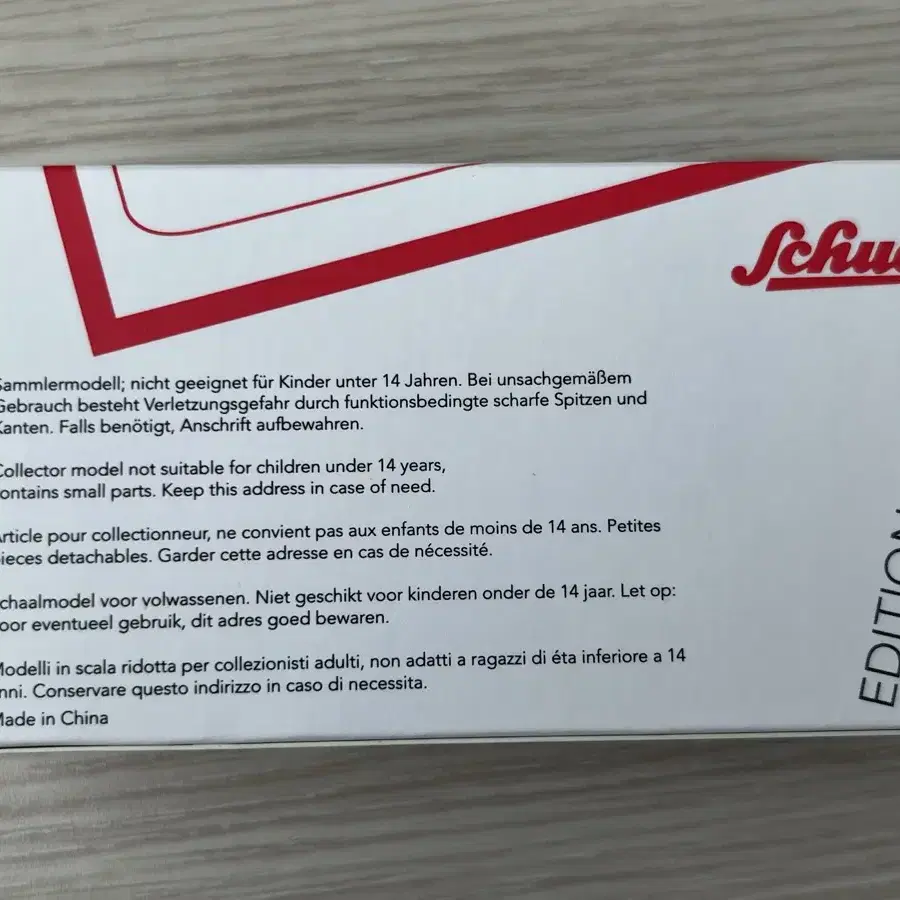 Schu
ammlermodell; nicht geeignet für Kinder unter 14 Jahren. Bei unsachgemäßem
Gebrauch besteht Verletzungsgefahr durch funktionsbedingte scharfe Spitzen und
Kanten. Falls benötigt, Anschrift aufbewahren.
Collector model not suitable for children under 14 years,
ontains small parts. Keep this address in case of need.
rticle pour collectionneur, ne convient pas aux enfants de moins de 14 ans. Petites
ieces detachables. Garder cette adresse en cas de nécessité.
chaalmodel voor volwassenen. Niet geschikt voor kinderen onder de 14 jaar. Let op:
oor eventueel gebruik, dit adres goed bewaren.
Modelli in scala ridotta per collezionisti adulti, non adatti a ragazzi di éta inferiore a 14
nni. Conservare questo indirizzo in caso di necessita.
Made in China
EDITION